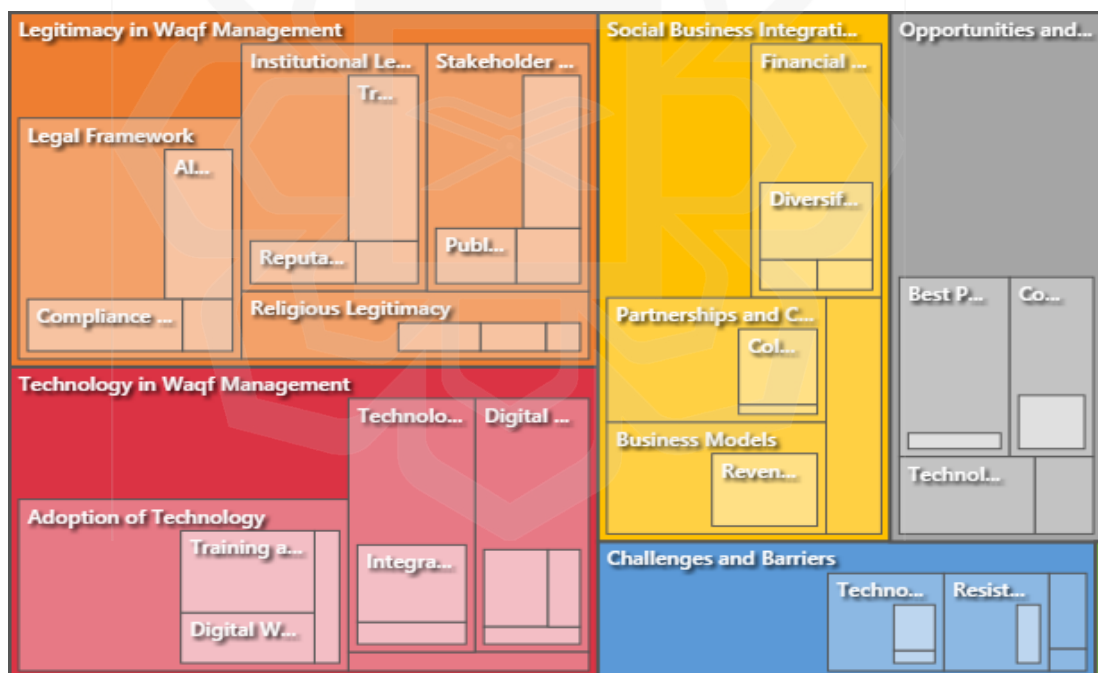 Legitimacy in Waqf Management
Institutional Le...
Tr...
Reputa...
Stakeholder ...
Publ...
Legal Framework
Al...
Compliance ...
Religious Legitimacy
Technology in Waqf Management
Technolo...
Integra...
Digital ...
Adoption of Technology
Training a...
Digital W...
Social Business Integrati...
Financial ...
Diversif...
Partnerships and C...
Col...
Business Models
Reven...
Opportunities and...
Best P...
Co...
Technol...
Challenges and Barriers
Techno...
Resist...